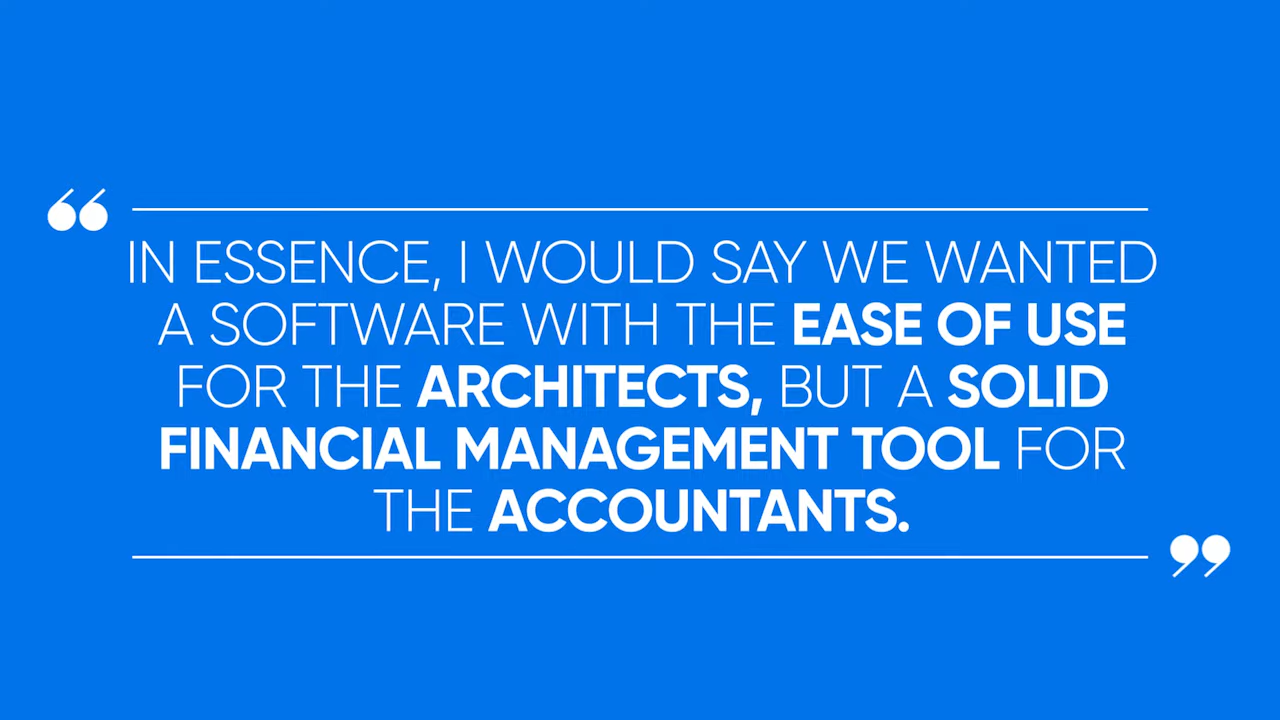 “
IN ESSENCE, I WOULD SAY WE WANTED
A SOFTWARE WITH THE EASE OF USE
FOR THE ARCHITECTS, BUT A SOLID
FINANCIAL MANAGEMENT TOOL FOR
THE ACCOUNTANTS.
”